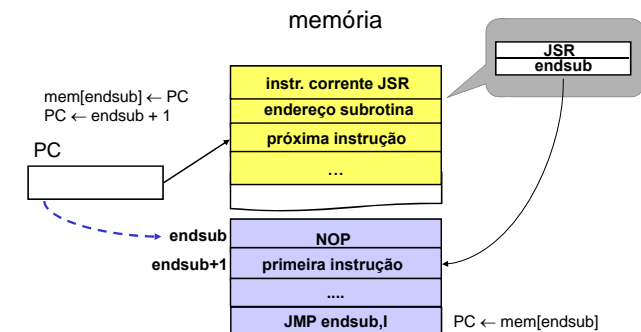 memória
JSR
endsub
mem[endsub] ← PC
PC ← endsub + 1
PC
instr. corrente JSR
endereço subrotina
próxima instrução
...
endsub
NOP
endsub+1
primeira instrução
....
JMP endsub,I
PC ← mem[endsub]